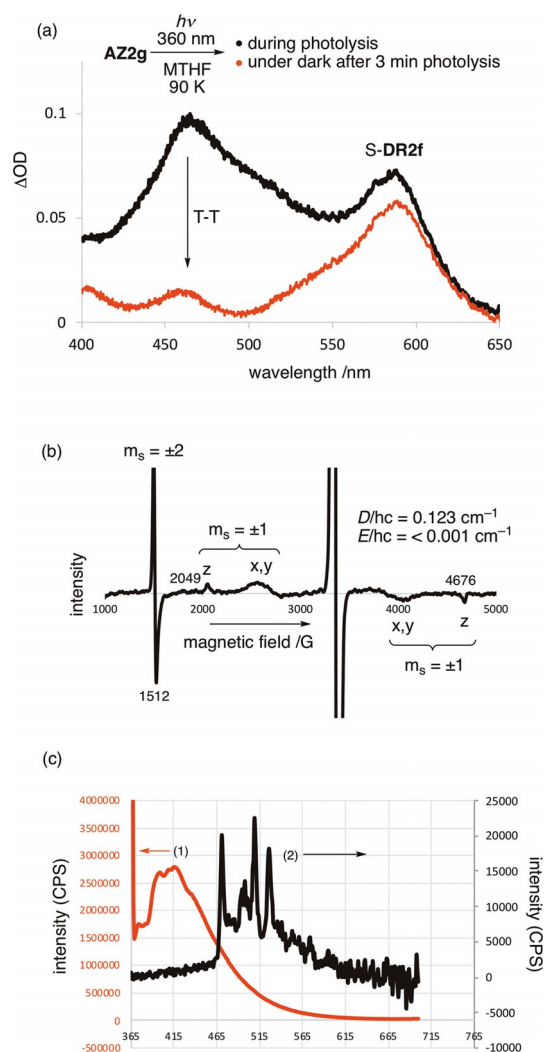 (a)
hν
AZ2g
360 nm
MTHF
90 K
during photolysis
under dark after 3 min photolysis
0.1
0.05
0
ΔOD
S-DR2f
T-T
400 450 500 550 600 650
wavelength /nm
(b)
mₛ = ±2
mₛ = ±1
D/hc = 0.123 cm⁻¹
E/hc = < 0.001 cm⁻¹
intensity
2049 z x,y
4676
1000 2000 3000 4000 5000
magnetic field /G
x,y z
1512
mₛ = ±1
(c)
4000000
3500000
3000000
2500000
2000000
1500000
1000000
500000
0
-500000
intensity (CPS)
(1)
(2)
25000
20000
15000
10000
5000
0
-5000
-10000
intensity (CPS)
365 415 465 515 565 615 665 715 765